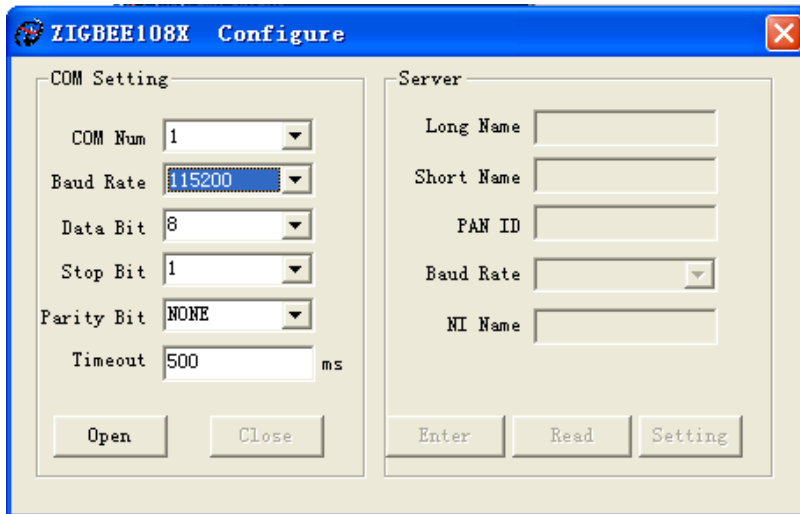 ZIGBEE108X Configure
COM Setting
COM Num 1
Baud Rate 115200
Data Bit 8
Stop Bit 1
Parity Bit NONE
Timeout 500 ms
Open Close
Server
Long Name
Short Name
PAN ID
Baud Rate
NI Name
Enter Read Setting